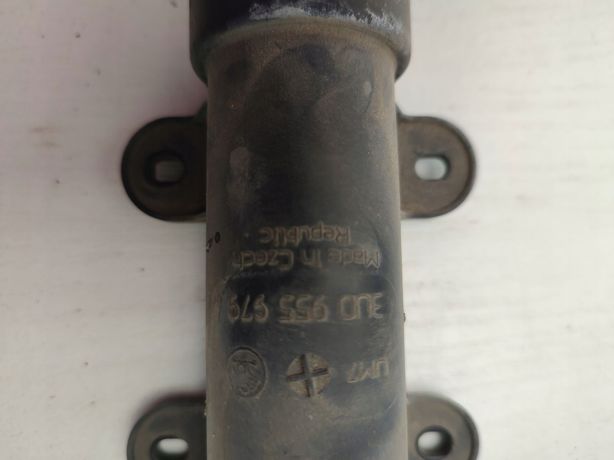 UM7
3U0 955 979
Made In Czech
Republic